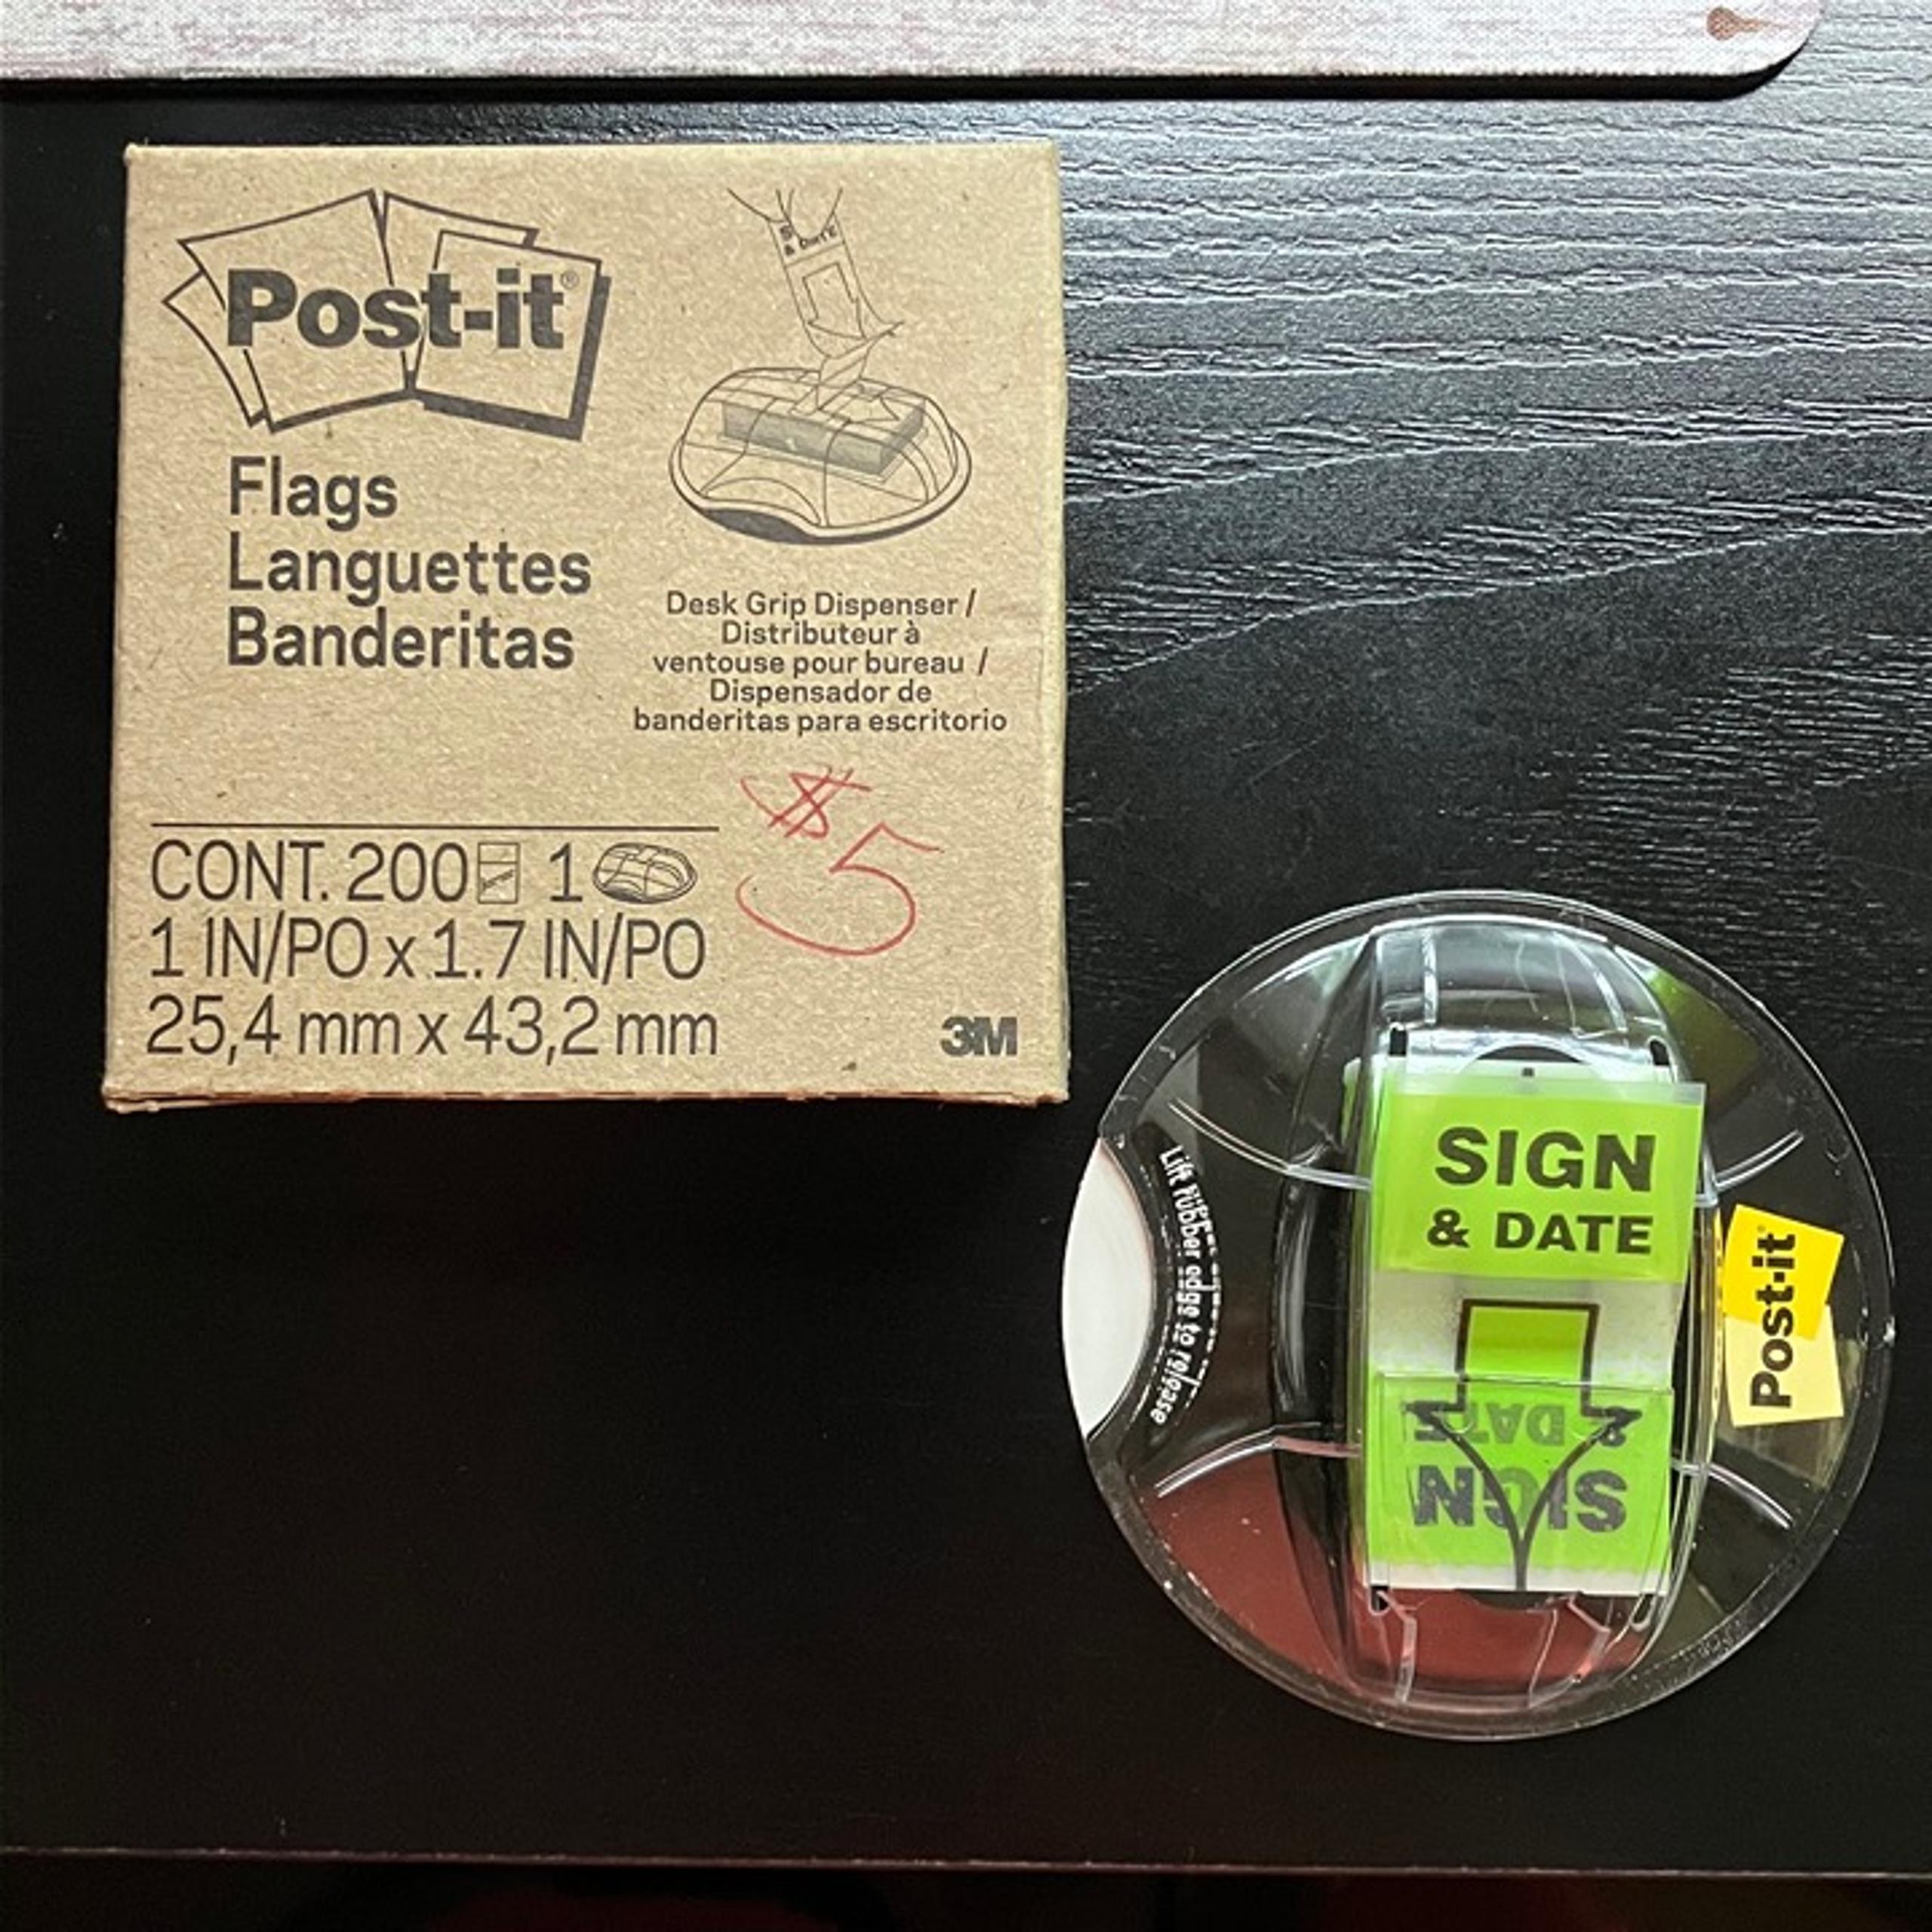 Post-it®
Flags
Languettes
Banderitas
S
& DATE
Desk Grip Dispenser /
Distributeur à
ventouse pour bureau /
Dispensador de
banderitas para escritorio
$5
CONT. 200 1
1 IN/PO x 1.7 IN/PO
25,4 mm x 43,2 mm
3M
SIGN
& DATE
& DATE
SIGN
Lift rubber edge to release
Post-it